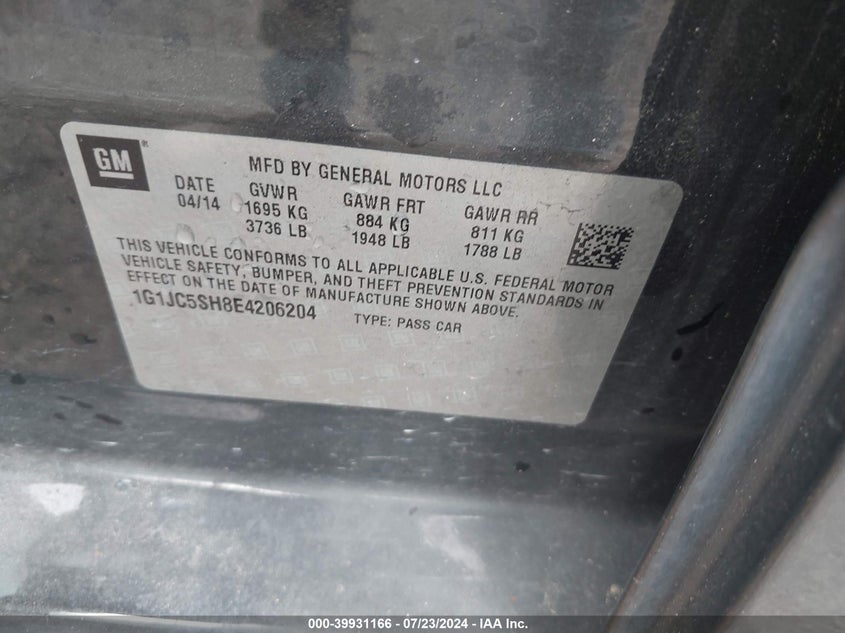 GM®
MFD BY GENERAL MOTORS LLC
DATE GVWR GAWR FRT GAWR RR
04/14 1695 KG 884 KG 811 KG
3736 LB 1948 LB 1788 LB
THIS VEHICLE CONFORMS TO ALL APPLICABLE U.S. FEDERAL MOTOR
VEHICLE SAFETY, BUMPER, AND THEFT PREVENTION STANDARDS IN
EFFECT ON THE DATE OF MANUFACTURE SHOWN ABOVE.
1G1JC5SH8E4206204 TYPE: PASS CAR
000-39931166 - 07/23/2024 - IAA Inc.